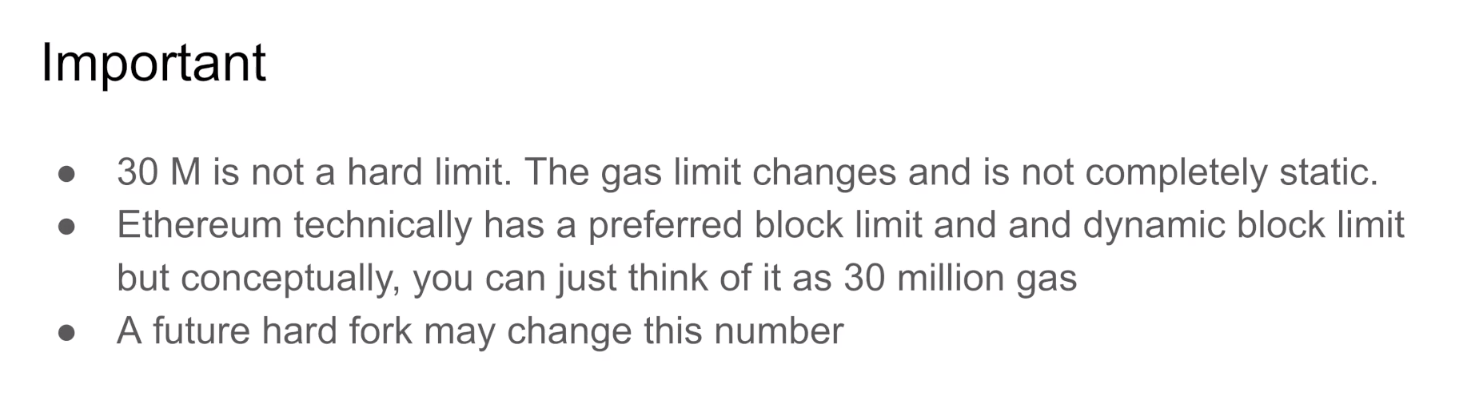 Important
● 30 M is not a hard limit. The gas limit changes and is not completely static.
● Ethereum technically has a preferred block limit and and dynamic block limit
but conceptually, you can just think of it as 30 million gas
● A future hard fork may change this number